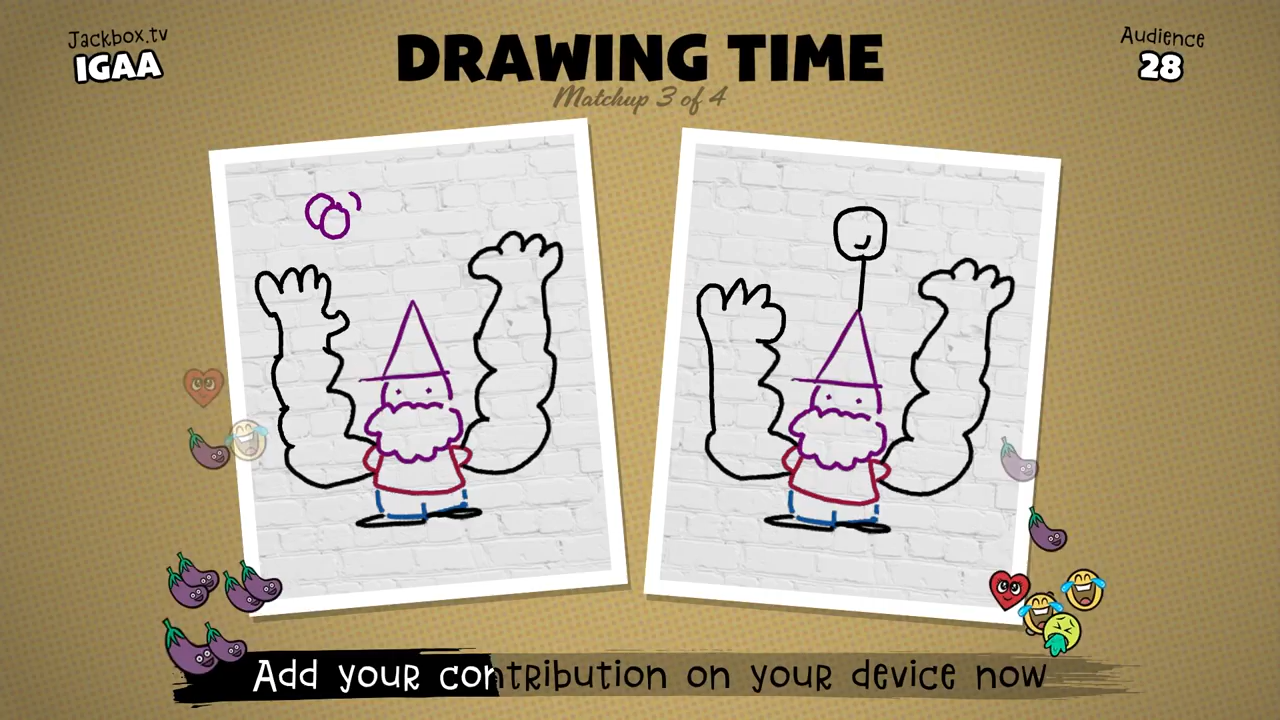 Jackbox.tv
IGAA
DRAWING TIME
Matchup 3 of 4
Audience
28
Add your contribution on your device now